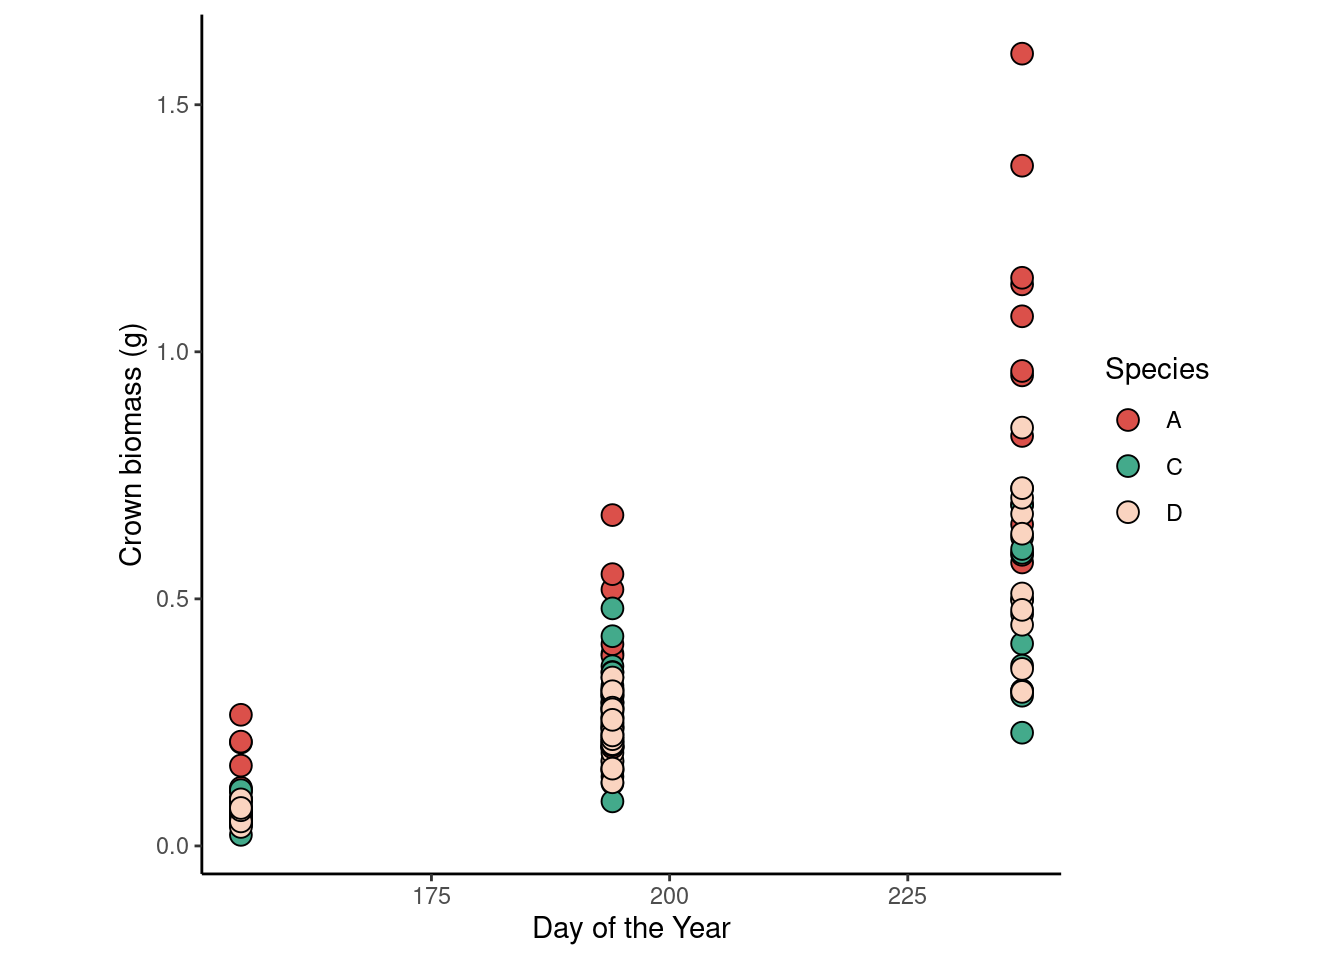 Crown biomass (g)
1.5
1.0
0.5
0.0
175 200 225
Day of the Year
Species
A
C
D